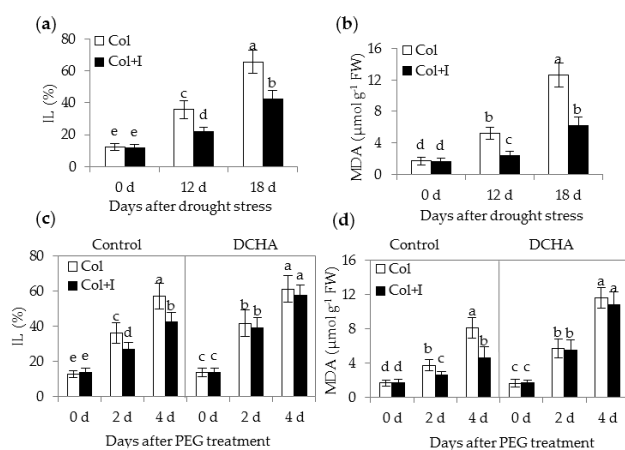 (a)
Col
Col+I
IL (%)
80
60
40
20
0
e e
c
d
a
b
0 d 12 d 18 d
Days after drought stress
(b)
Col
Col+I
MDA (µmol g-1 FW)
16
12
8
4
0
d d
b
c
a
b
0 d 12 d 18 d
Days after drought stress
(c)
Control DCHA
Col
Col+I
IL (%)
80
60
40
20
0
e e
c
d
a
b
c c
b b
a a
0 d 2 d 4 d 0 d 2 d 4 d
Days after PEG treatment
(d)
Control DCHA
Col
Col+I
MDA (µmol g-1 FW)
16
12
8
4
0
d d
b
c
a
b
c c
b b
a a
0 d 2 d 4 d 0 d 2 d 4 d
Days after PEG treatment